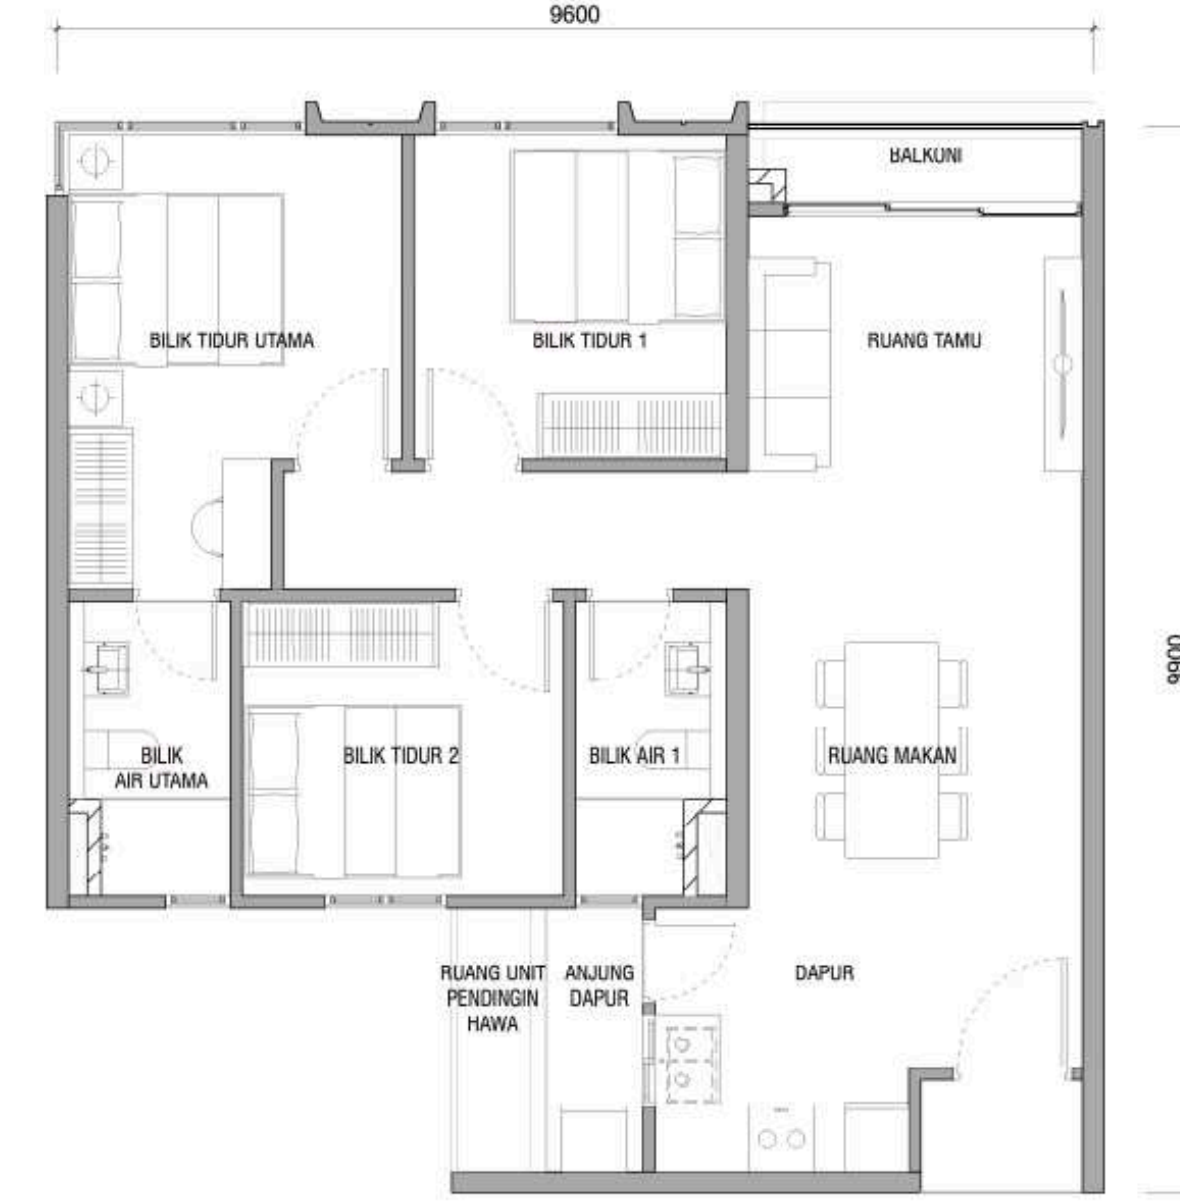 9600
BALKONI
BILIK TIDUR UTAMA
BILIK TIDUR 1
RUANG TAMU
9900
BILIK
AIR UTAMA
BILIK TIDUR 2
BILIK AIR 1
RUANG MAKAN
RUANG UNIT
PENDINGIN
HAWA
ANJUNG
DAPUR
DAPUR